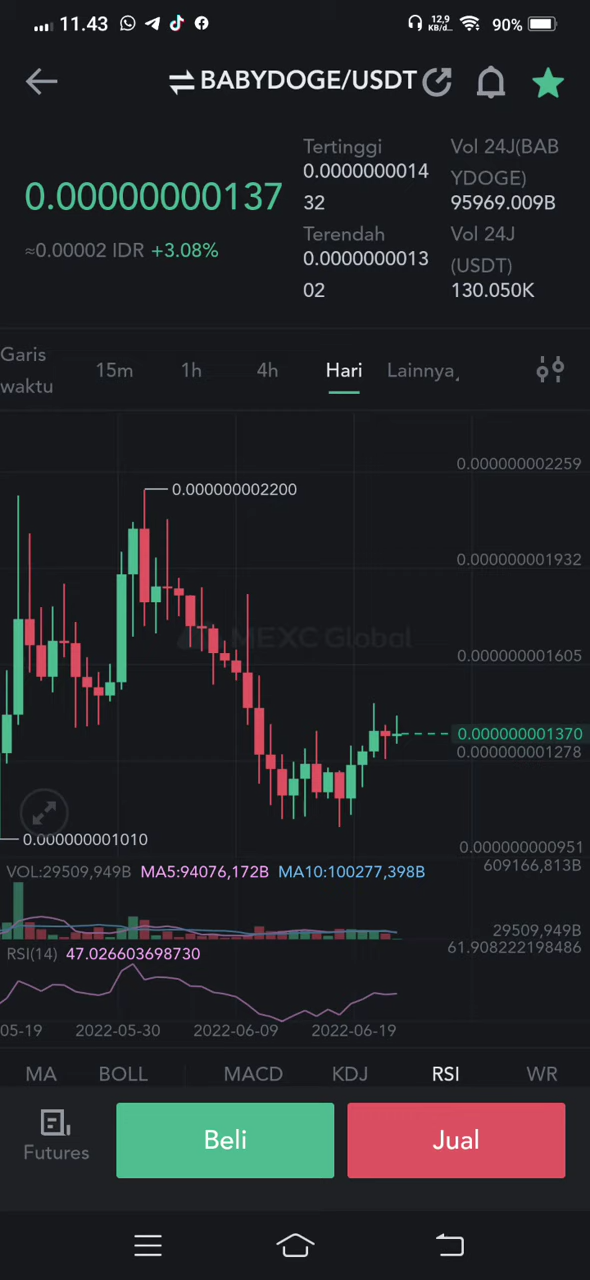 11.43
12,9
KB/d...
90%
BABYDOGE/USDT
0.00000000137
≈0.00002 IDR +3.08%
Tertinggi
0.0000000014
32
Terendah
0.0000000013
02
Vol 24J(BAB
YDOGE)
95969.009B
Vol 24J
(USDT)
130.050K
Garis
waktu
15m
1h
4h
Hari
Lainnya
0.000000002259
0.000000002200
0.000000001932
MEXC Global
0.000000001605
0.000000001370
0.000000001278
0.000000001010
0.000000000951
VOL:29509,949B MA5:94076,172B MA10:100277,398B
609166,813B
29509,949B
RSI(14) 47.026603698730
61.908222198486
05-19
2022-05-30
2022-06-09
2022-06-19
MA
BOLL
MACD
KDJ
RSI
WR
Futures
Beli
Jual